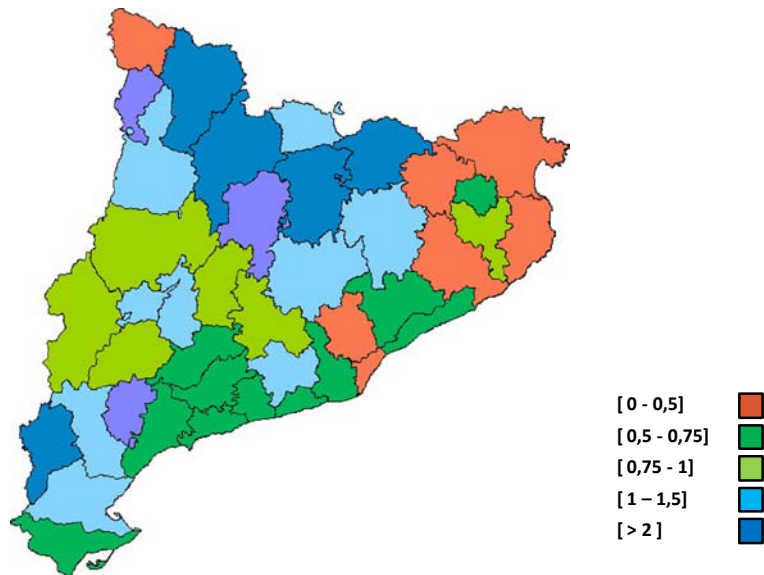 [ 0 - 0,5]
[ 0,5 - 0,75]
[ 0,75 - 1]
[ 1 – 1,5]
[ > 2 ]